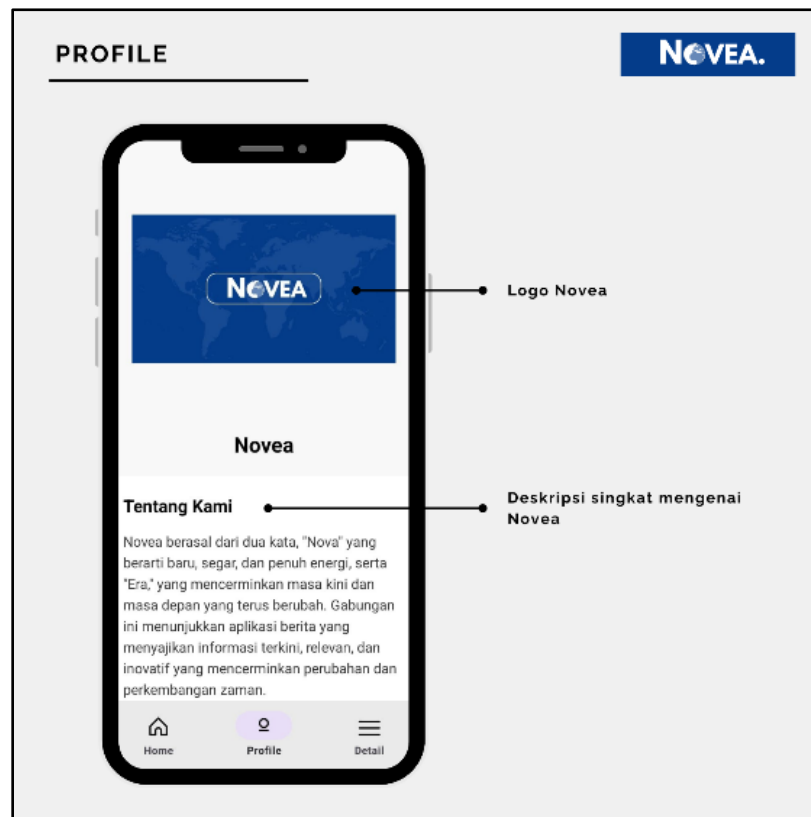 PROFILE
NOVEA.
NOVEA
Logo Novea
Novea
Tentang Kami
Deskripsi singkat mengenai
Novea
Novea berasal dari dua kata, "Nova" yang
berarti baru, segar, dan penuh energi, serta
"Era," yang mencerminkan masa kini dan
masa depan yang terus berubah. Gabungan
ini menunjukkan aplikasi berita yang
menyajikan informasi terkini, relevan, dan
inovatif yang mencerminkan perubahan dan
perkembangan zaman.
Home
Profile
Detail